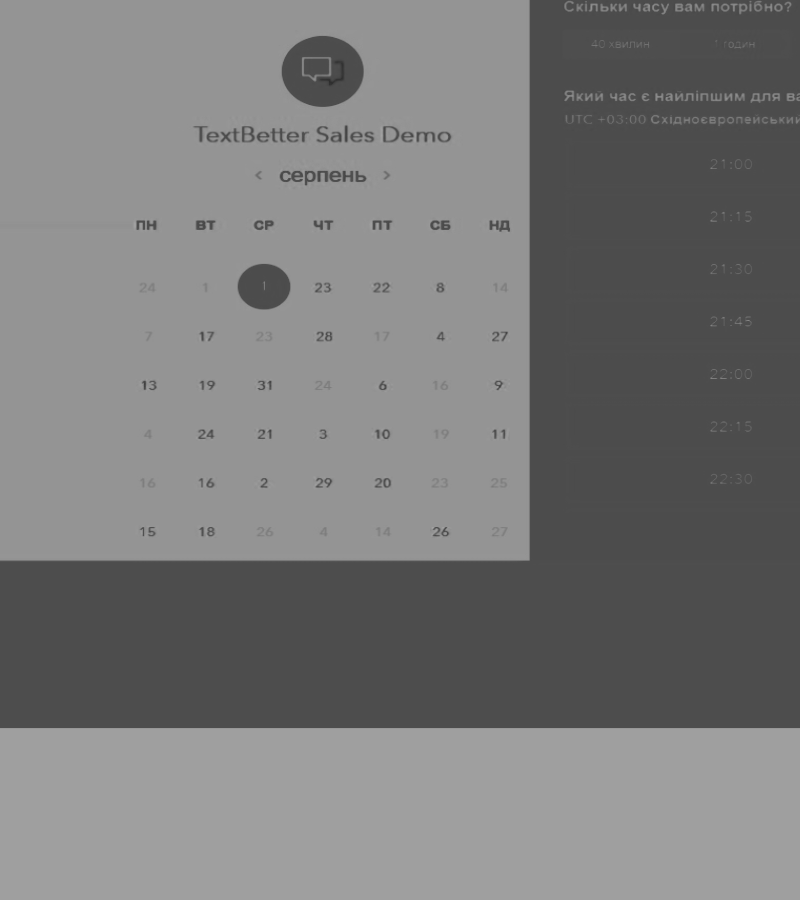 TextBetter Sales Demo
< серпень >
ПН ВТ СР ЧТ ПТ СБ НД
24 1 1 23 22 8 14
7 17 23 28 17 4 27
13 19 31 24 6 16 9
4 24 21 3 10 19 11
16 16 2 29 20 23 25
15 18 26 4 14 26 27
Скільки часу вам потрібно?
40 хвилин 1 годин
Який час є найліпшим для ва
UTC +03:00 Східноєвропейський
21:00
21:15
21:30
21:45
22:00
22:15
22:30